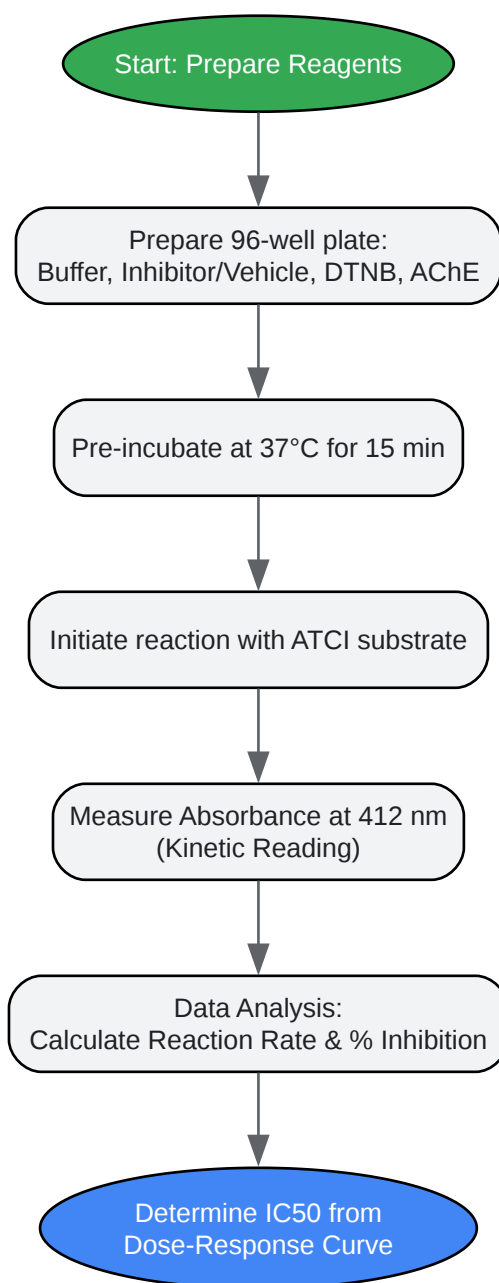 Start: Prepare Reagents
Prepare 96-well plate:
Buffer, Inhibitor/Vehicle, DTNB, AChE
Pre-incubate at 37°C for 15 min
Initiate reaction with ATCI substrate
Measure Absorbance at 412 nm
(Kinetic Reading)
Data Analysis:
Calculate Reaction Rate & % Inhibition
Determine IC50 from
Dose-Response Curve